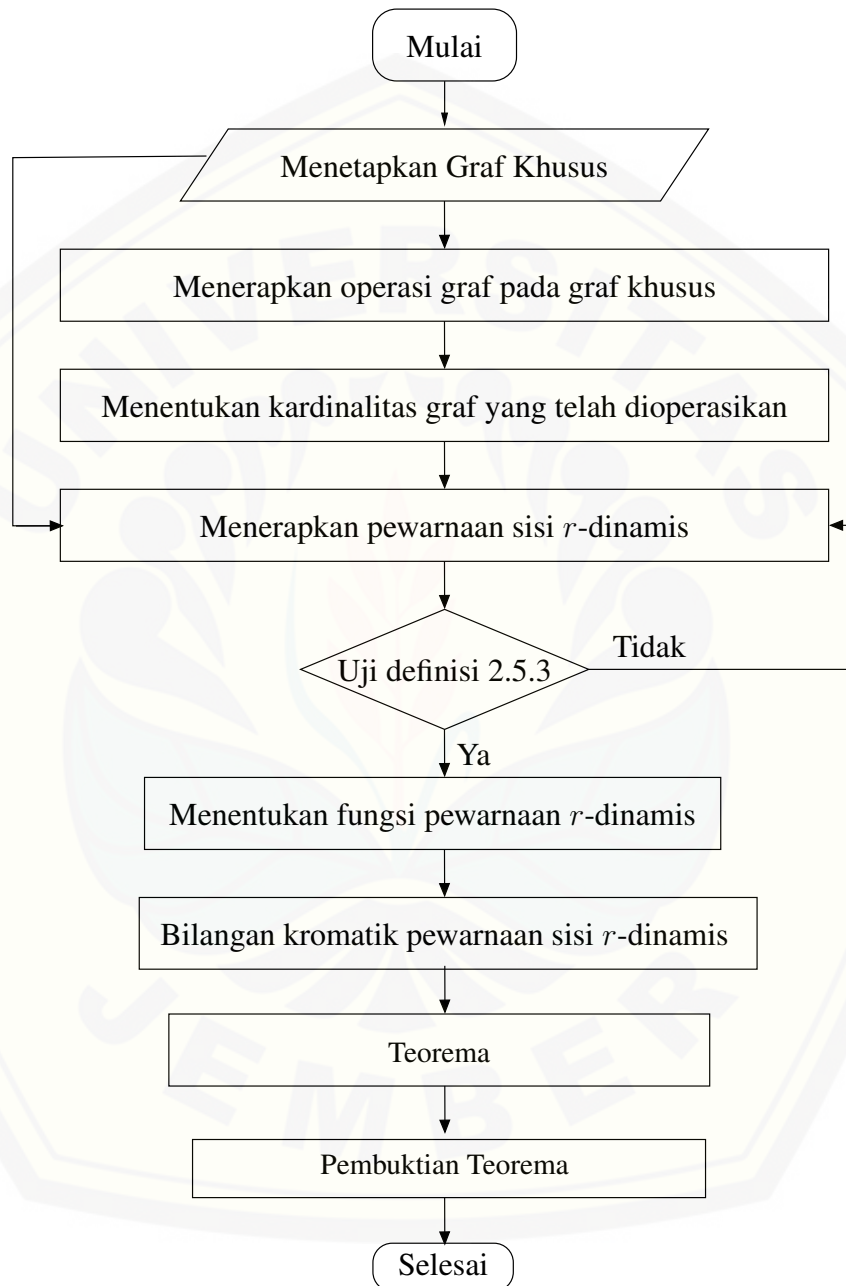 Mulai
Menetapkan Graf Khusus
Menerapkan operasi graf pada graf khusus
Menentukan kardinalitas graf yang telah dioperasikan
Menerapkan pewarnaan sisi r-dinamis
Uji definisi 2.5.3
Tidak
Ya
Menentukan fungsi pewarnaan r-dinamis
Bilangan kromatik pewarnaan sisi r-dinamis
Teorema
Pembuktian Teorema
Selesai
UNIVERSITAS
JEMBER